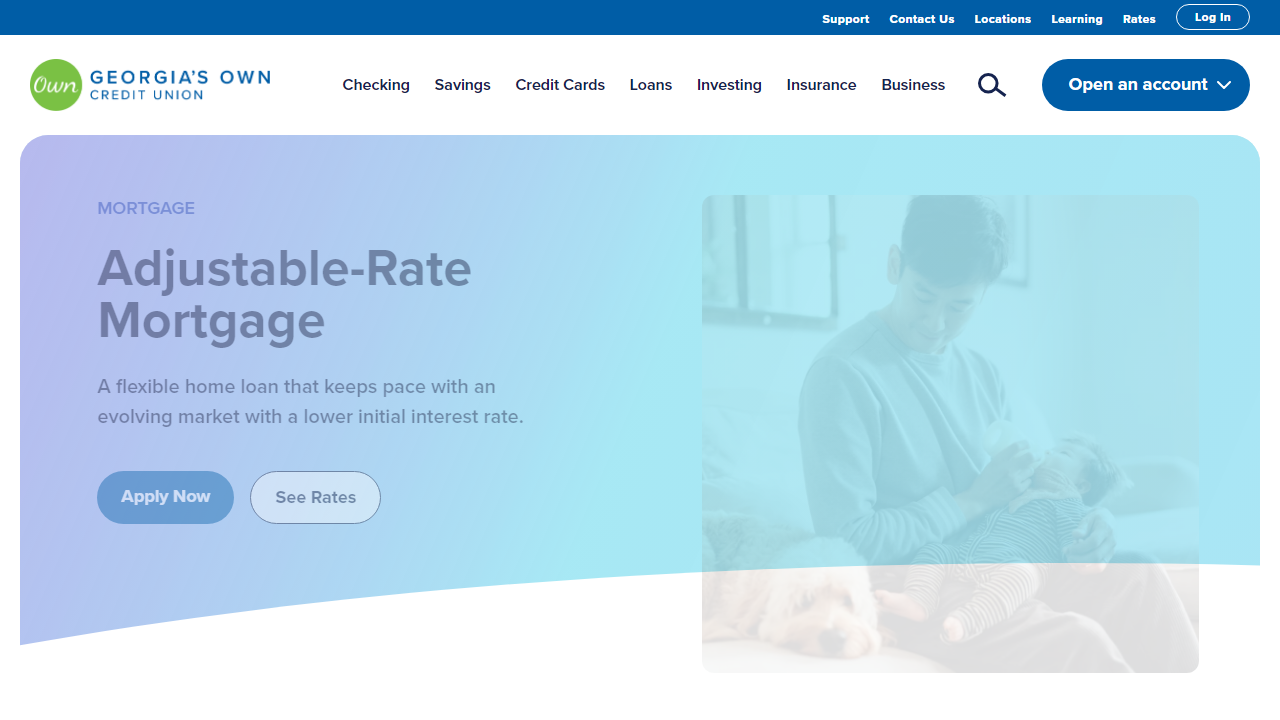 Support Contact Us Locations Learning Rates Log In
Own GEORGIA'S OWN
CREDIT UNION
Checking Savings Credit Cards Loans Investing Insurance Business Open an account
MORTGAGE
Adjustable-Rate
Mortgage
A flexible home loan that keeps pace with an
evolving market with a lower initial interest rate.
Apply Now See Rates